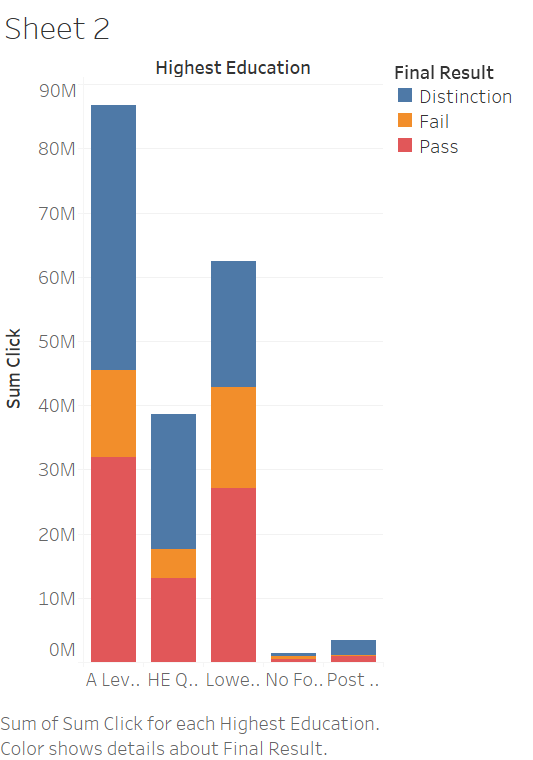 Sheet 2
Highest Education
Final Result
Distinction
Fail
Pass
90M
80M
70M
60M
50M
40M
30M
20M
10M
0M
Sum Click
A Lev.. HE Q.. Lowe.. No Fo.. Post ..
Sum of Sum Click for each Highest Education.
Color shows details about Final Result.